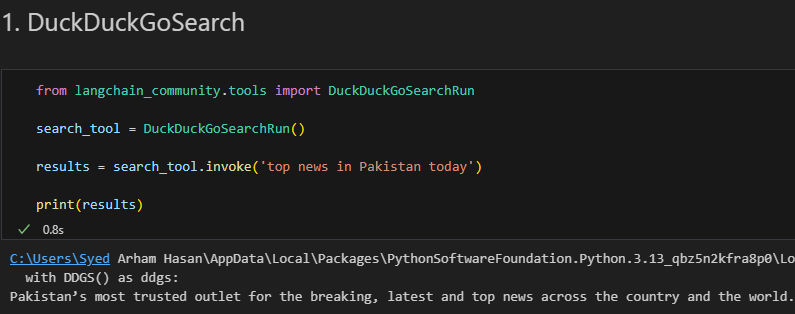 1. DuckDuckGoSearch
from langchain_community.tools import DuckDuckGoSearchRun
search_tool = DuckDuckGoSearchRun()
results = search_tool.invoke('top news in Pakistan today')
print(results)
0.8s
C:\Users\Syed Arham Hasan\AppData\Local\Packages\PythonSoftwareFoundation.Python.3.13_qbz5n2kfra8p0\Lo
with DDGS() as ddgs:
Pakistan’s most trusted outlet for the breaking, latest and top news across the country and the world.